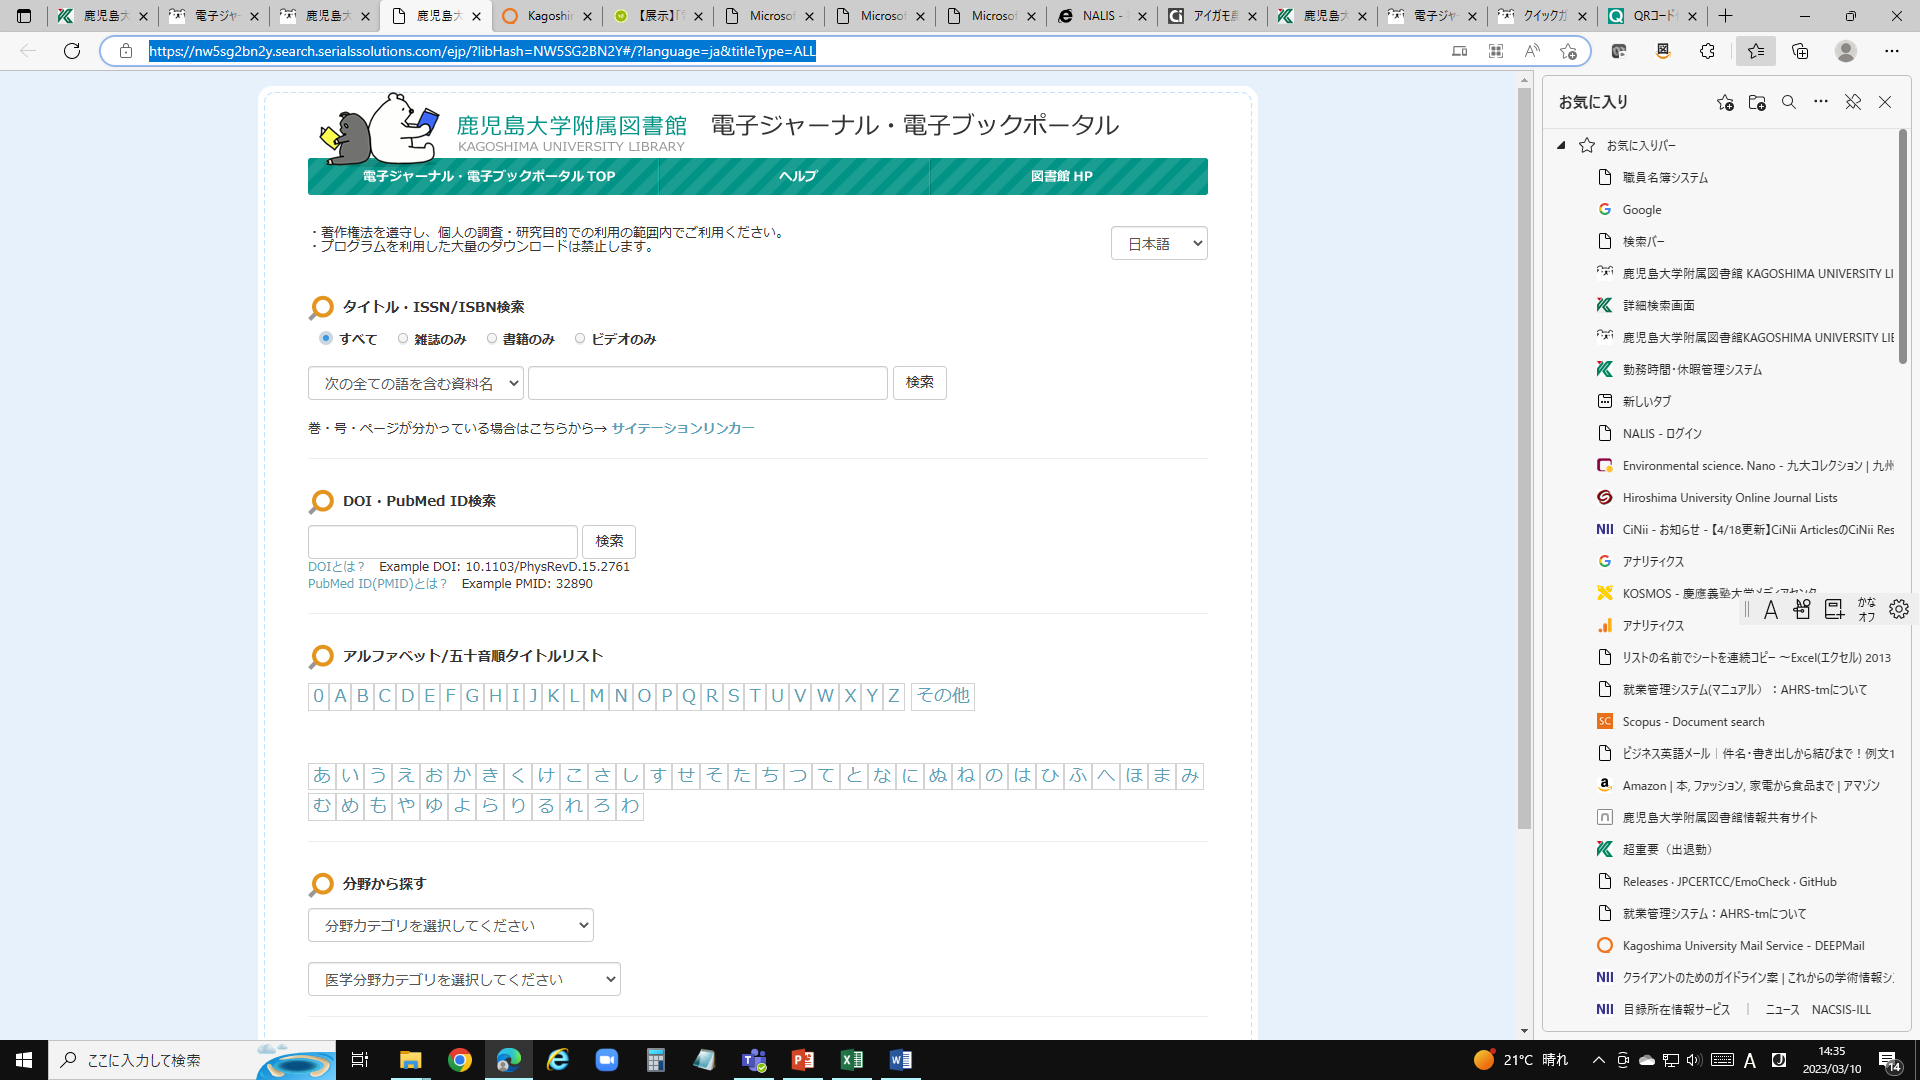 鹿児島大
電子ジャー
鹿児島大
鹿児島大
Kagoshi
【展示】「
Microsof
Microsof
Microsof
NALIS -
アイガモ農
鹿児島大
電子ジャー
クイックガ
QRコード
https://nw5sg2bn2y.search.serialssolutions.com/ejp/?libHash=NW5SG2BN2Y#/?language=ja&titleType=ALL
鹿児島大学附属図書館 電子ジャーナル・電子ブックポータル
KAGOSHIMA UNIVERSITY LIBRARY
電子ジャーナル・電子ブックポータル TOP
ヘルプ
図書館 HP
・著作権法を遵守し、個人の調査・研究目的での利用の範囲内でご利用ください。
・プログラムを利用した大量のダウンロードは禁止します。
日本語
タイトル・ISSN/ISBN検索
すべて 雑誌のみ 書籍のみ ビデオのみ
次の全ての語を含む資料名 検索
巻・号・ページが分かっている場合はこちらから→ サイテーションリンカー
DOI・PubMed ID検索
検索
DOIとは？ Example DOI: 10.1103/PhysRevD.15.2761
PubMed ID(PMID)とは？ Example PMID: 32890
アルファベット/五十音順タイトルリスト
0 A B C D E F G H I J K L M N O P Q R S T U V W X Y Z その他
あ い う え お か き く け こ さ し す せ そ た ち つ て と な に ぬ ね の は ひ ふ へ ほ ま み
む め も や ゆ よ ら り る れ ろ わ
分野から探す
分野カテゴリを選択してください
医学分野カテゴリを選択してください
お気に入り
お気に入りバー
職員名簿システム
Google
検索バー
鹿児島大学附属図書館 KAGOSHIMA UNIVERSITY LI
詳細検索画面
鹿児島大学附属図書館KAGOSHIMA UNIVERSITY LIE
勤務時間・休暇管理システム
新しいタブ
NALIS - ログイン
Environmental science. Nano - 九大コレクション | 九州
Hiroshima University Online Journal Lists
CiNii - お知らせ - 【4/18更新】CiNii ArticlesのCiNii Res
アナリティクス
KOSMOS - 慶應義塾大学メディアセンタ
アナリティクス
リストの名前でシートを連続コピー ～Excel(エクセル) 2013
就業管理システム(マニュアル）：AHRS-tmについて
Scopus - Document search
ビジネス英語メール｜件名・書き出しから結びまで！例文1
Amazon | 本, ファッション, 家電から食品まで | アマゾン
鹿児島大学附属図書館情報共有サイト
超重要（出退勤）
Releases · JPCERTCC/EmoCheck · GitHub
就業管理システム：AHRS-tmについて
Kagoshima University Mail Service - DEEPMail
クライアントのためのガイドライン案 | これからの学術情報シ
目録所在情報サービス ｜ ニュース NACSIS-ILL
A かな オフ
ここに入力して検索
21°C 晴れ
A
14:35
2023/03/10
14